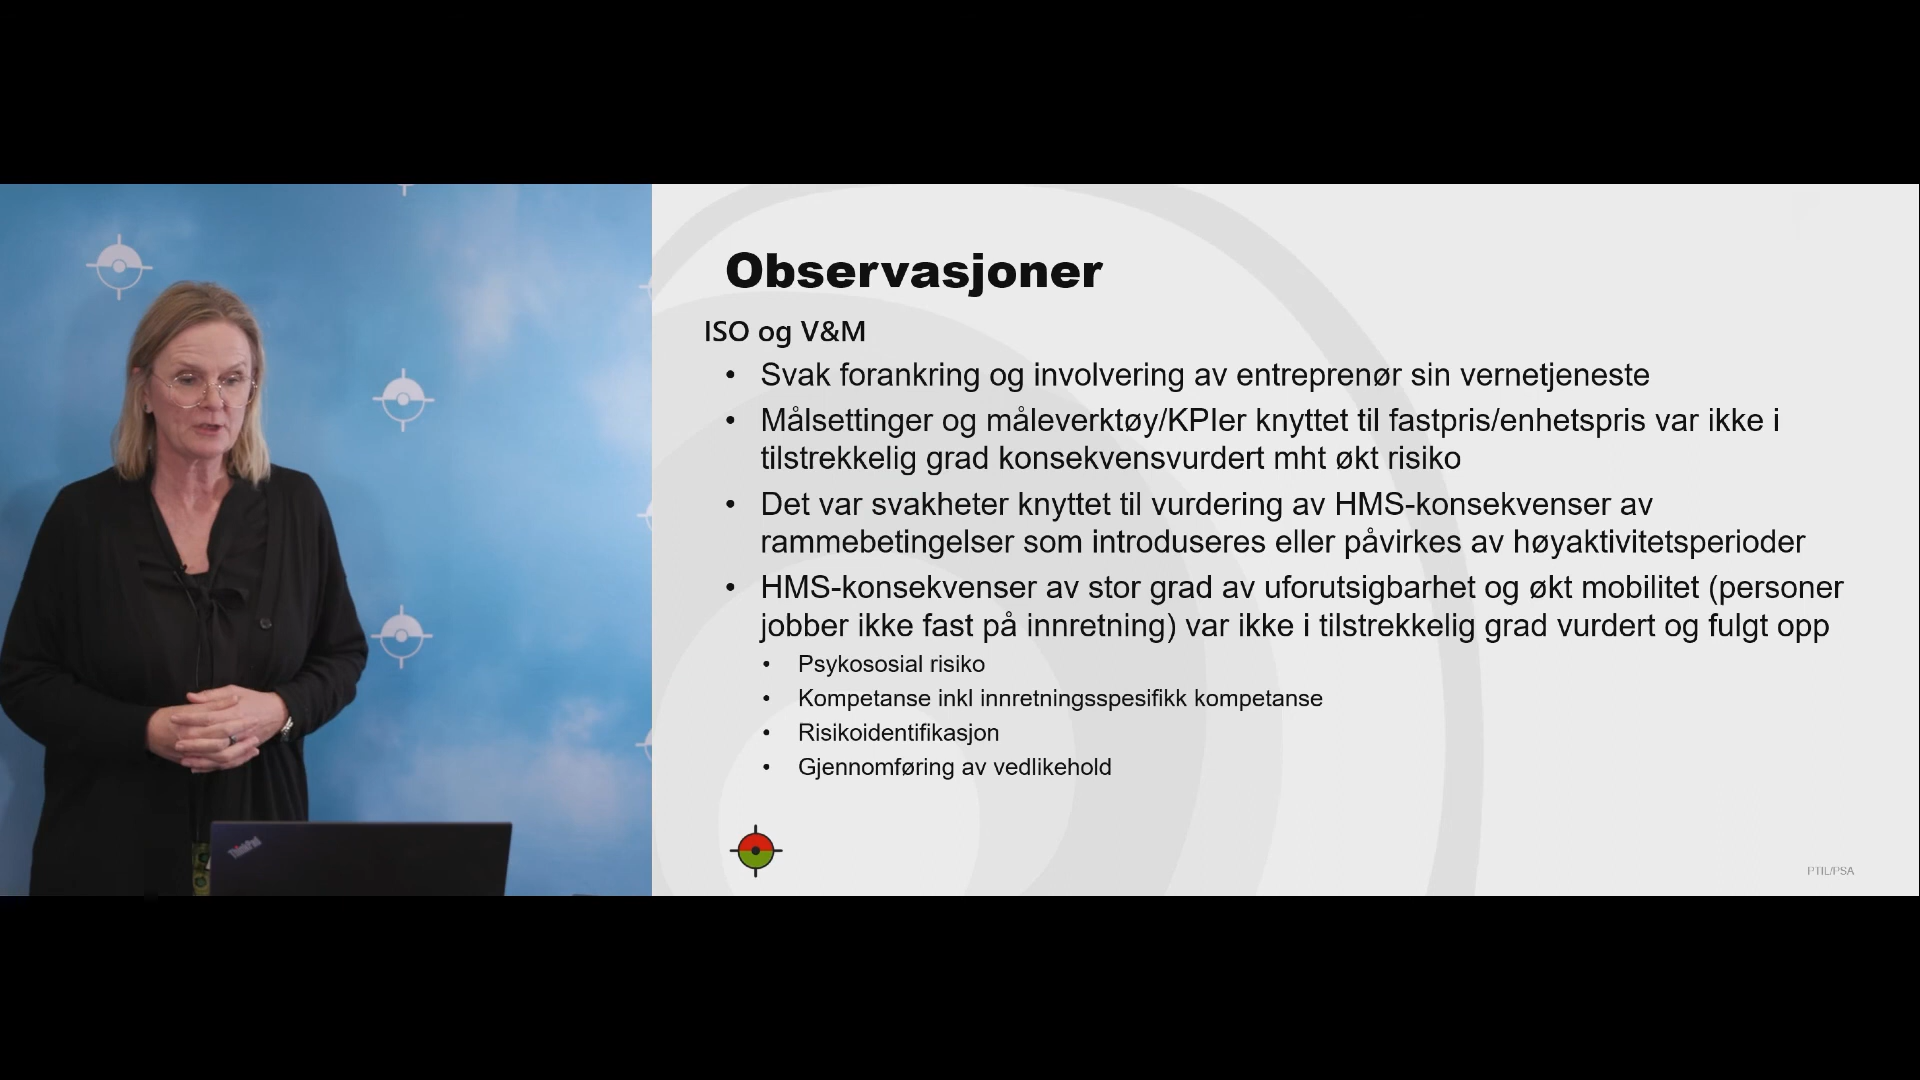 Observasjoner
ISO og V&M
• Svak forankring og involvering av entreprenør sin vernetjeneste
• Målsettinger og måleverktøy/KPIer knyttet til fastpris/enhetspris var ikke i
tilstrekkelig grad konsekvensvurdert mht økt risiko
• Det var svakheter knyttet til vurdering av HMS-konsekvenser av
rammebetingelser som introduseres eller påvirkes av høyaktivitetsperioder
• HMS-konsekvenser av stor grad av uforutsigbarhet og økt mobilitet (personer
jobber ikke fast på innretning) var ikke i tilstrekkelig grad vurdert og fulgt opp
• Psykososial risiko
• Kompetanse inkl innretningsspesifikk kompetanse
• Risikoidentifikasjon
• Gjennomføring av vedlikehold
ThinkPad
PTIL/PSA